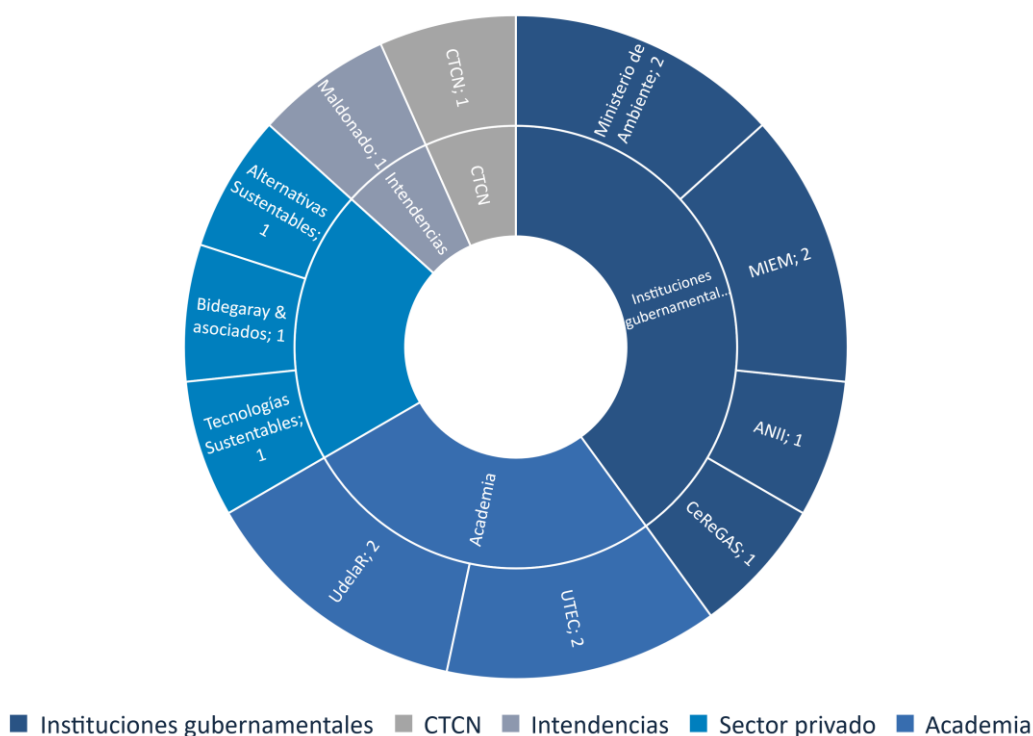 Ministerio de
Ambiente; 2
MIEM; 2
ANII; 1
CeReGAS; 1
UTEC; 2
UdelaR; 2
Tecnologías
Sustentables;
1
Bidegaray &
asociados; 1
Alternativas
Sustentables;
1
Maldonado; 1
CTCN; 1
Instituciones
gubernamental...
Academia
Intendencias
CTCN
Instituciones gubernamentales
CTCN
Intendencias
Sector privado
Academia